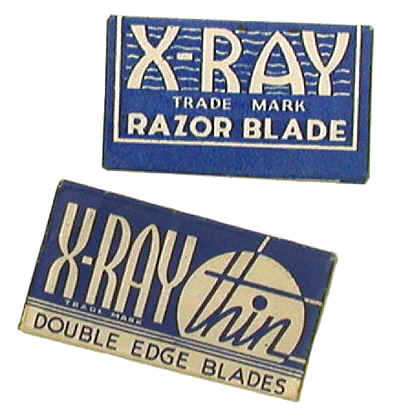 X-RAY
TRADE MARK
RAZOR BLADE
X-RAY
thin
TRADE MARK
DOUBLE EDGE BLADES